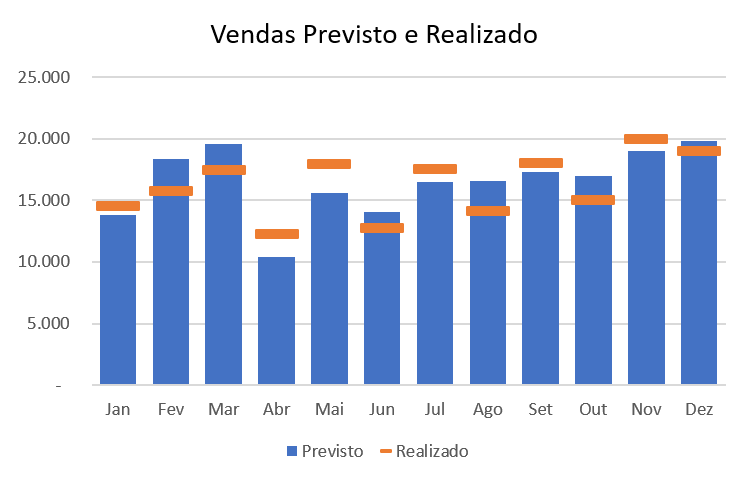 Vendas Previsto e Realizado
25.000
20.000
15.000
10.000
5.000
-
Jan Fev Mar Abr Mai Jun Jul Ago Set Out Nov Dez
Previsto Realizado